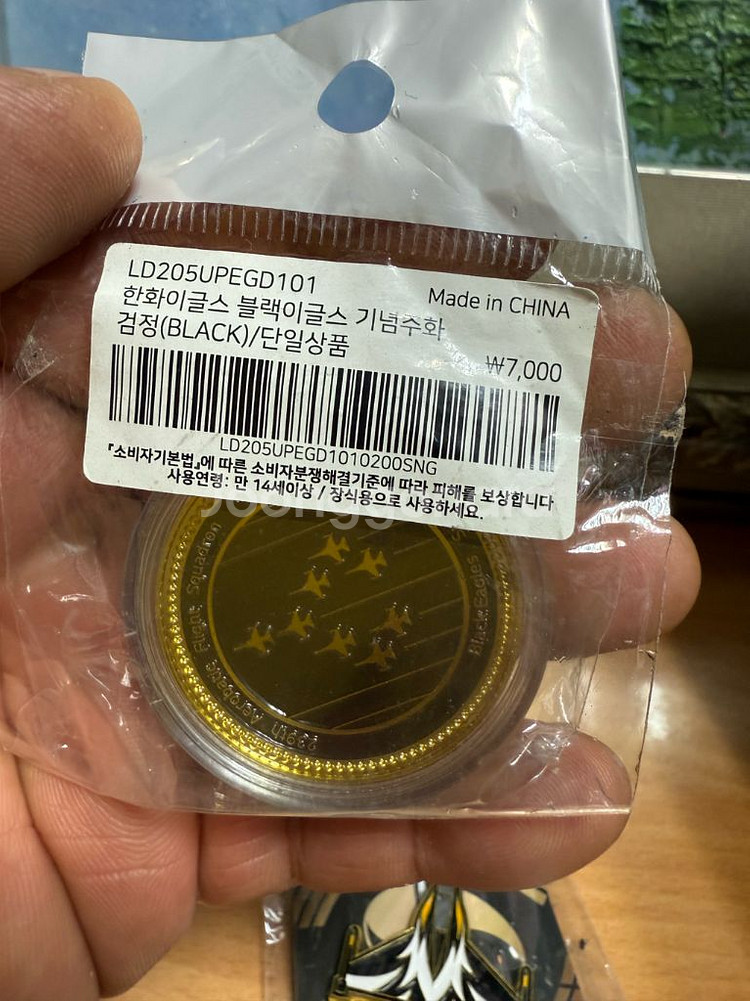 LD205UPEGD101
Made in CHINA
한화이글스 블랙이글스 기념주화
검정(BLACK)/단일상품
₩7,000
LD205UPEGD1010200SNG
『소비자기본법』에 따른 소비자분쟁해결기준에 따라 피해를 보상합니다
사용연령: 만 14세이상 / 장식용으로 사용하세요.
239th Aerobatic Flight Squadron
Black Eagles